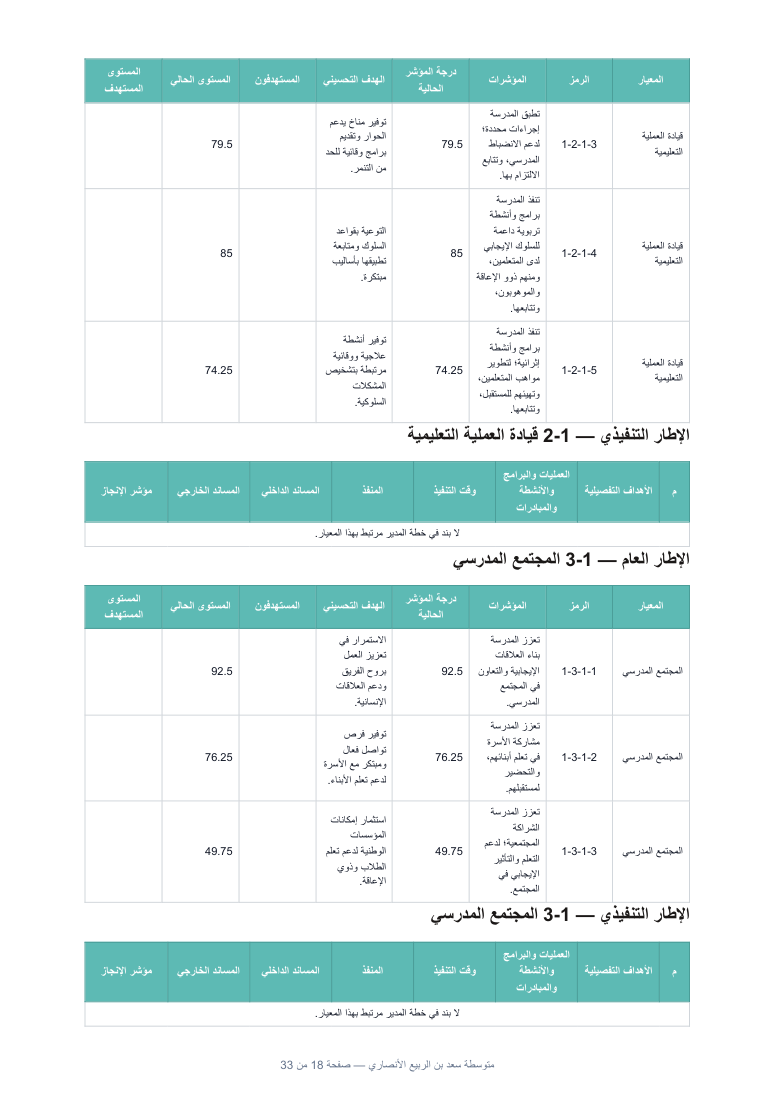 المعيار الرمز المؤشرات درجة المؤشر الحالية الهدف التحسيني المستهدفون المستوى الحالي المستوى المستهدف
قيادة العملية التعليمية 1-2-1-3 تطبق المدرسة إجراءات محددة؛ لدعم الانضباط المدرسي، وتتابع الالتزام بها. 79.5 توفير مناخ يدعم الحوار وتقديم برامج وقائية للحد من التنمر. 79.5
قيادة العملية التعليمية 1-2-1-4 تنفذ المدرسة برامج وأنشطة تربوية داعمة للسلوك الإيجابي لدى المتعلمين، ومنهم ذوو الإعاقة والموهوبون، وتتابعها. 85 التوعية بقواعد السلوك ومتابعة تطبيقها بأساليب مبتكرة. 85
قيادة العملية التعليمية 1-2-1-5 تنفذ المدرسة برامج وأنشطة إثرائية؛ لتطوير مواهب المتعلمين، وتهيئهم للمستقبل، وتتابعها. 74.25 توفير أنشطة علاجية ووقائية مرتبطة بتشخيص المشكلات السلوكية. 74.25
الإطار التنفيذي — 1-2 قيادة العملية التعليمية
م الأهداف التفصيلية العمليات والبرامج والأنشطة والمبادرات وقت التنفيذ المنفذ المساند الداخلي المساند الخارجي مؤشر الإنجاز
لا بند في خطة المدير مرتبط بهذا المعيار.
الإطار العام — 1-3 المجتمع المدرسي
المعيار الرمز المؤشرات درجة المؤشر الحالية الهدف التحسيني المستهدفون المستوى الحالي المستوى المستهدف
المجتمع المدرسي 1-3-1-1 تعزز المدرسة بناء العلاقات الإيجابية والتعاون في المجتمع المدرسي. 92.5 الاستمرار في تعزيز العمل بروح الفريق ودعم العلاقات الإنسانية. 92.5
المجتمع المدرسي 1-3-1-2 تعزز المدرسة مشاركة الأسرة في تعلم أبنائهم، والتحضير لمستقبلهم. 76.25 توفير فرص تواصل فعال ومبتكر مع الأسرة لدعم تعلم الأبناء. 76.25
المجتمع المدرسي 1-3-1-3 تعزز المدرسة الشراكة المجتمعية؛ لدعم التعلم والتأثير الإيجابي في المجتمع. 49.75 استثمار إمكانات المؤسسات الوطنية لدعم تعلم الطلاب وذوي الإعاقة. 49.75
الإطار التنفيذي — 1-3 المجتمع المدرسي
م الأهداف التفصيلية العمليات والبرامج والأنشطة والمبادرات وقت التنفيذ المنفذ المساند الداخلي المساند الخارجي مؤشر الإنجاز
لا بند في خطة المدير مرتبط بهذا المعيار.
متوسطة سعد بن الربيع الأنصاري — صفحة 18 من 33